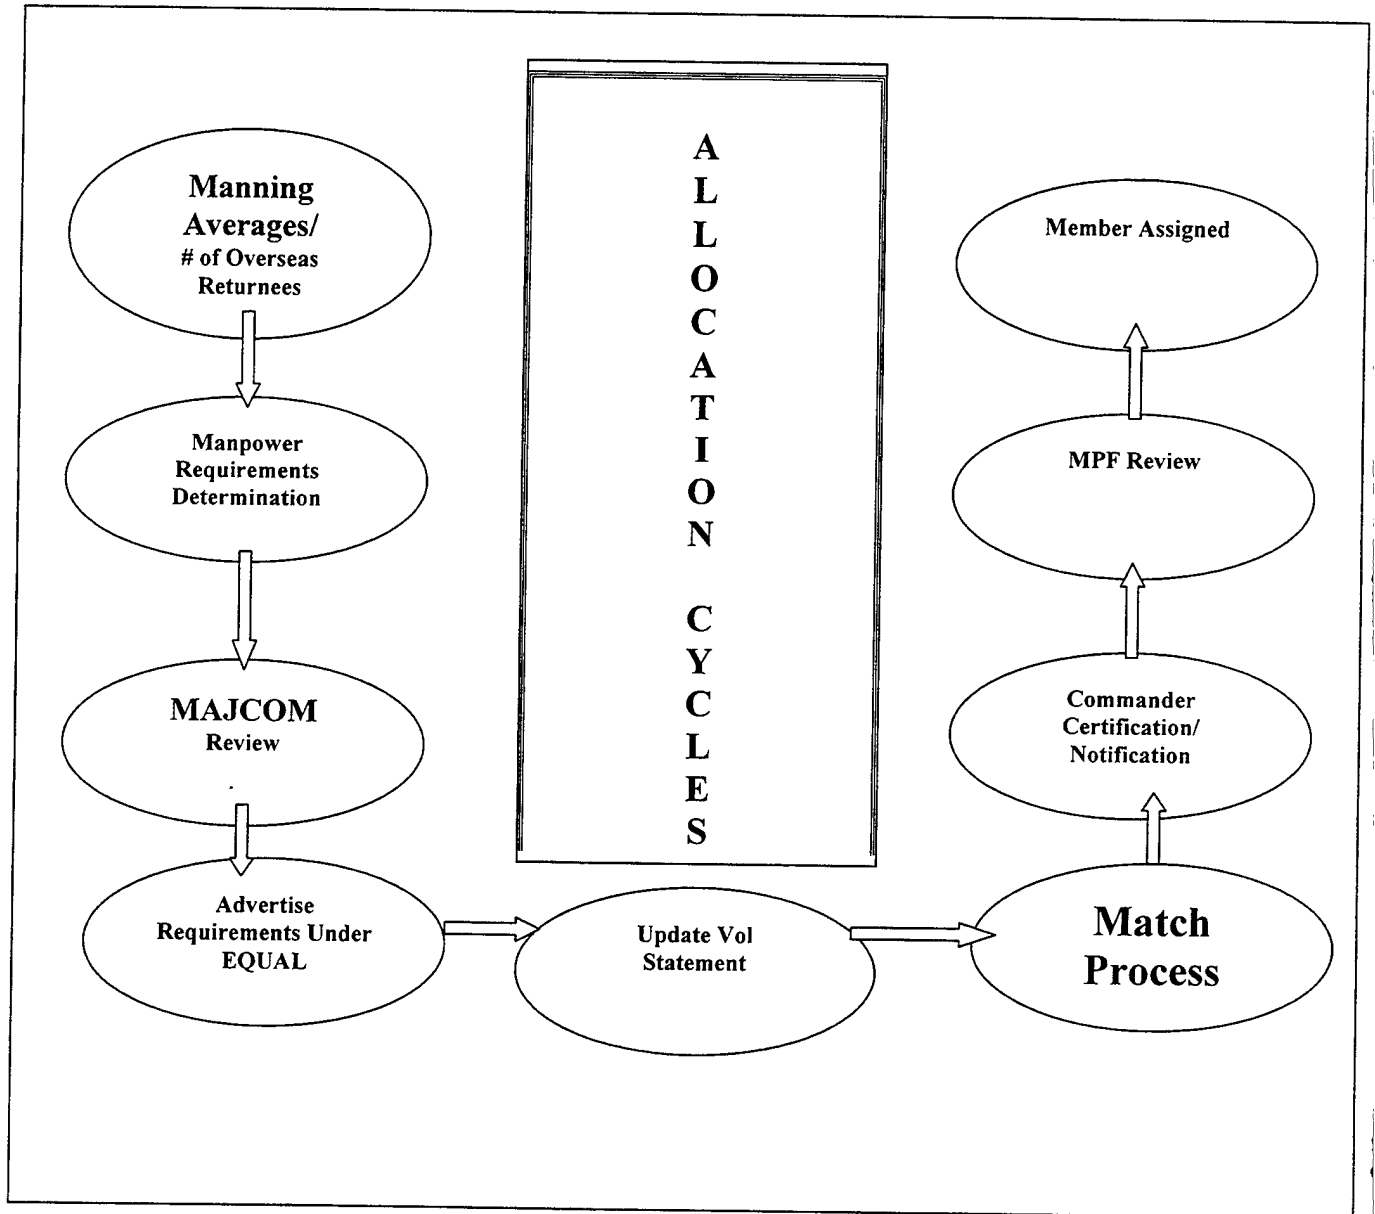 Manning
Averages/
# of Overseas
Returnees
Manpower
Requirements
Determination
MAJCOM
Review
Advertise
Requirements Under
EQUAL
A
L
L
O
C
A
T
I
O
N
C
Y
C
L
E
S
Update Vol
Statement
Match
Process
Commander
Certification/
Notification
MPF Review
Member Assigned